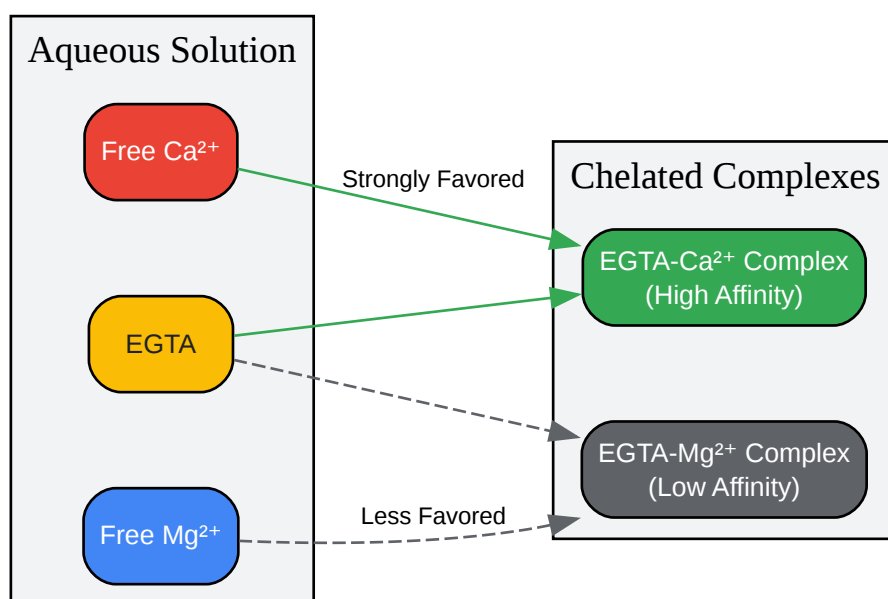 Aqueous Solution
Free Ca²⁺
Strongly Favored
Chelated Complexes
EGTA-Ca²⁺ Complex
(High Affinity)
EGTA
EGTA-Mg²⁺ Complex
(Low Affinity)
Less Favored
Free Mg²⁺